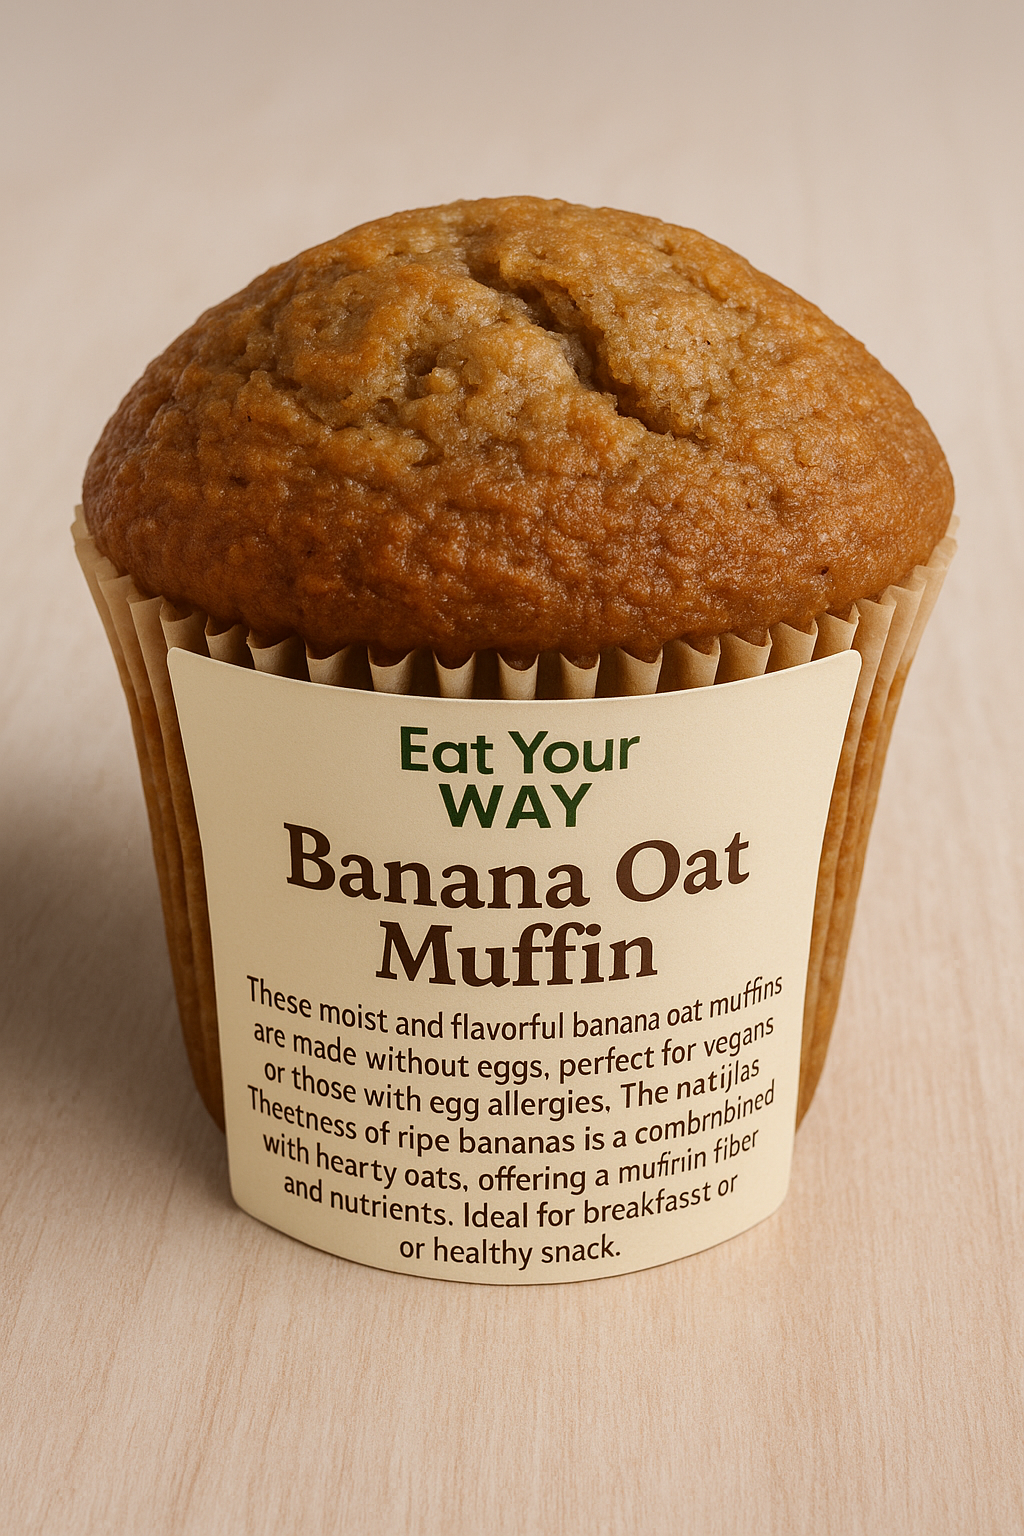 Eat Your
WAY
Banana Oat
Muffin
These moist and flavorful banana oat muffins
are made without eggs, perfect for vegans
or those with egg allergies. The natijlas
Theetness of ripe bananas is a combrnbined
with hearty oats, offering a mufiriin fiber
and nutrients. Ideal for breakfasst or
or healthy snack.